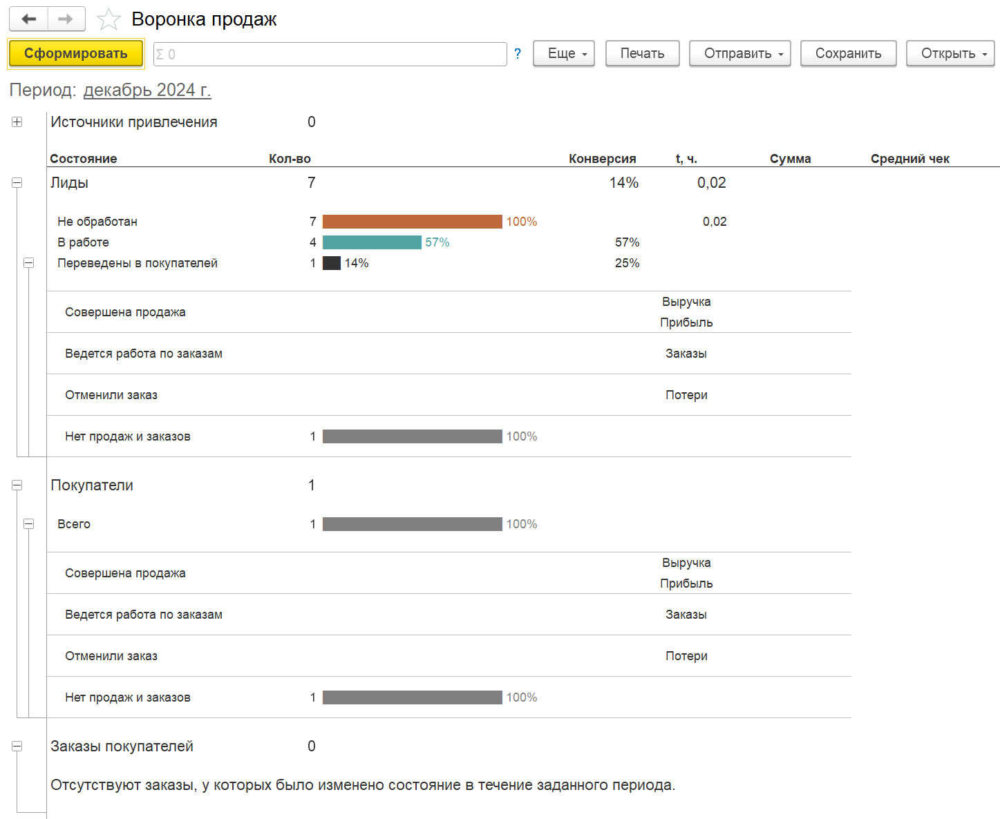 Воронка продаж
Сформировать Σ 0 ? Еще Печать Отправить Сохранить Открыть
Период: декабрь 2024 г.
Источники привлечения 0
Состояние Кол-во Конверсия t, ч. Сумма Средний чек
Лиды 7 14% 0,02
Не обработан 7 100% 0,02
В работе 4 57% 57%
Переведены в покупателей 1 14% 25%
Совершена продажа Выручка
Прибыль
Ведется работа по заказам Заказы
Отменили заказ Потери
Нет продаж и заказов 1 100%
Покупатели 1
Всего 1 100%
Совершена продажа Выручка
Прибыль
Ведется работа по заказам Заказы
Отменили заказ Потери
Нет продаж и заказов 1 100%
Заказы покупателей 0
Отсутствуют заказы, у которых было изменено состояние в течение заданного периода.